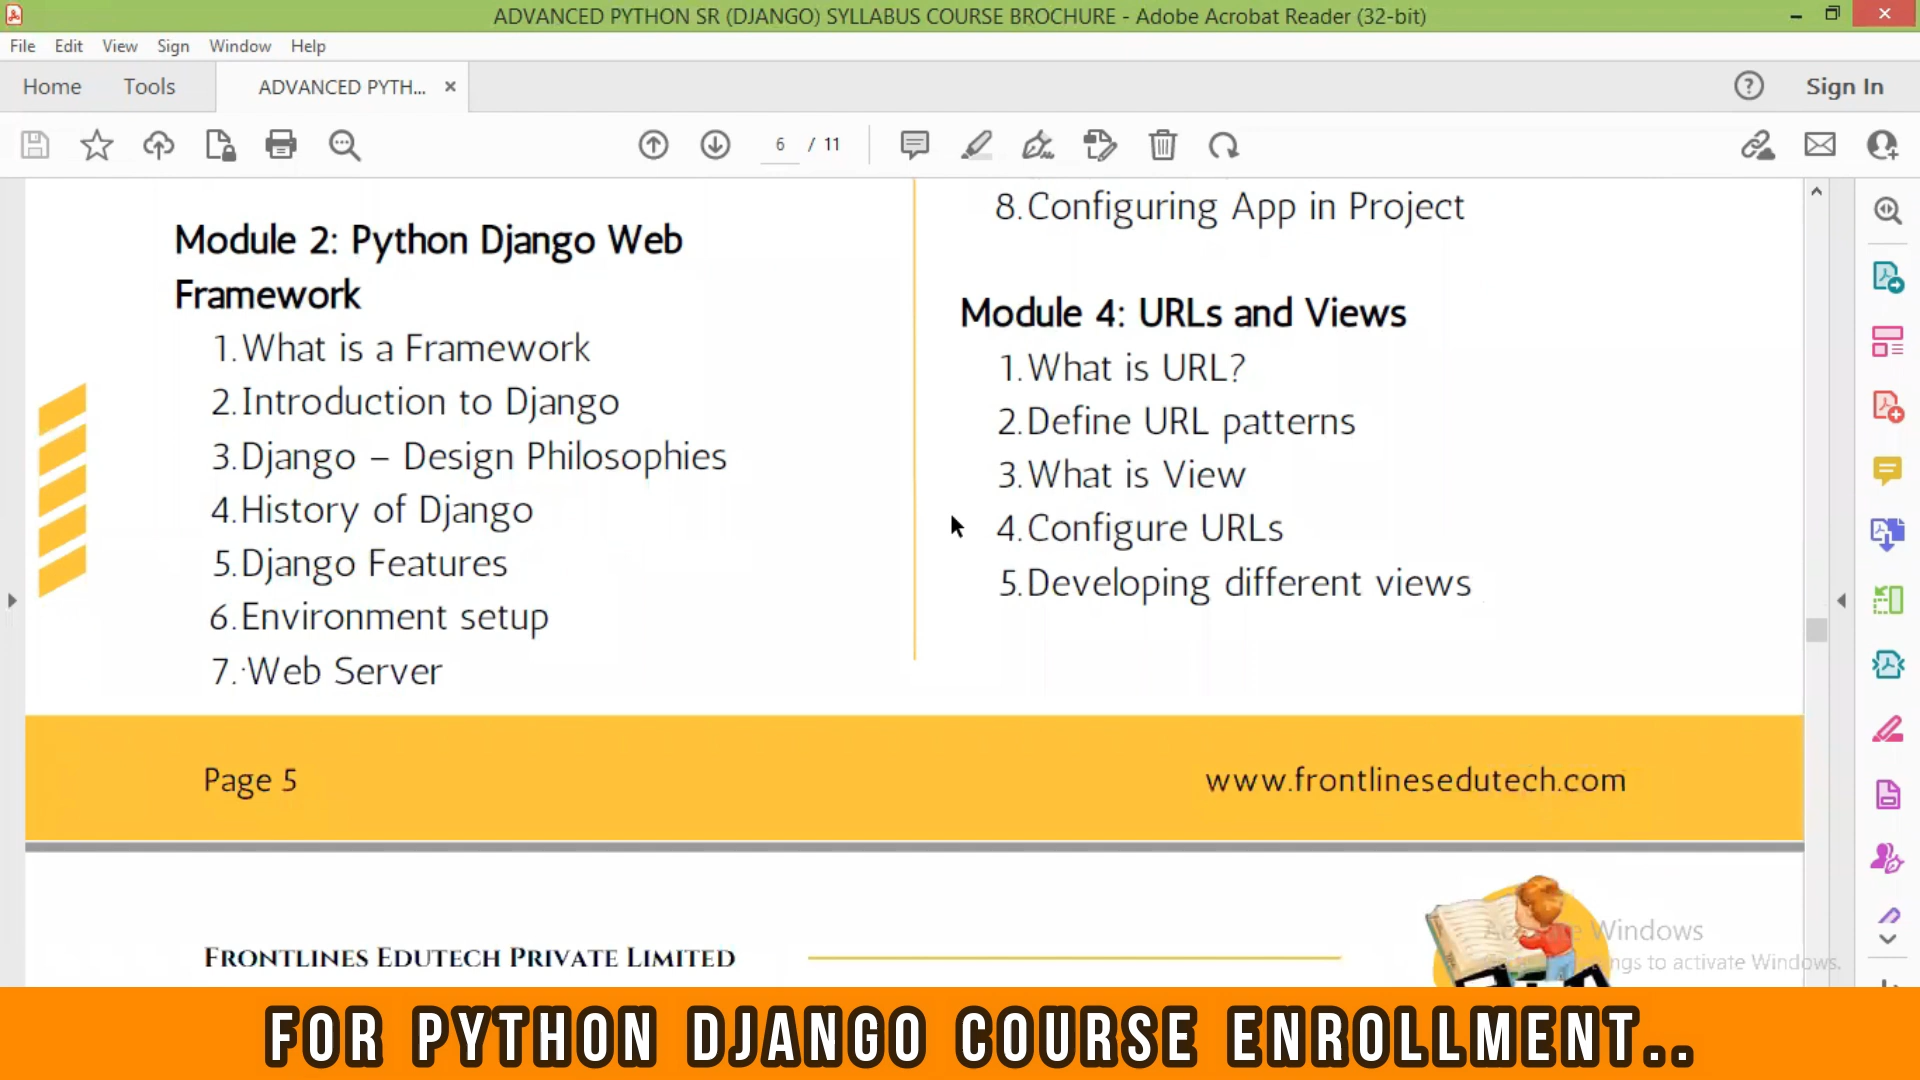 ADVANCED PYTHON SR (DJANGO) SYLLABUS COURSE BROCHURE - Adobe Acrobat Reader (32-bit)
File Edit View Sign Window Help
Home Tools ADVANCED PYTH... × Sign In
6 / 11
Module 2: Python Django Web
Framework
1.What is a Framework
2.Introduction to Django
3.Django – Design Philosophies
4.History of Django
5.Django Features
6.Environment setup
7.·Web Server
8.Configuring App in Project
Module 4: URLs and Views
1.What is URL?
2.Define URL patterns
3.What is View
4.Configure URLs
5.Developing different views
Page 5
www.frontlinesedutech.com
FRONTLINES EDUTECH PRIVATE LIMITED
Windows
to activate Windows.
FOR PYTHON DJANGO COURSE ENROLLMENT..